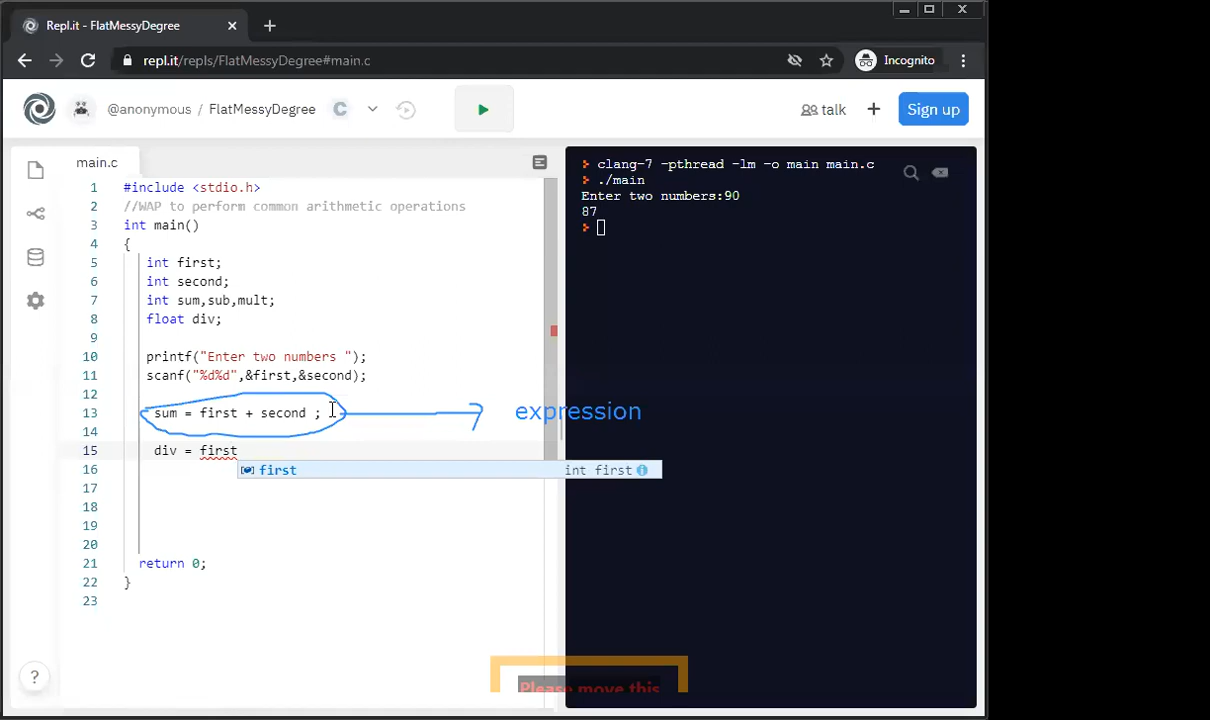 Repl.it - FlatMessyDegree
repl.it/repls/FlatMessyDegree#main.c
Incognito
@anonymous / FlatMessyDegree C
talk
Sign up
main.c
1 #include <stdio.h>
2 //WAP to perform common arithmetic operations
3 int main()
4 {
5 int first;
6 int second;
7 int sum,sub,mult;
8 float div;
9
10 printf("Enter two numbers ");
11 scanf("%d%d",&first,&second);
12
13 sum = first + second ;
expression
14
15 div = first
first int first
16
17
18
19
20
21 return 0;
22 }
23
clang-7 -pthread -lm -o main main.c
./main
Enter two numbers:90
87
?
Please move this